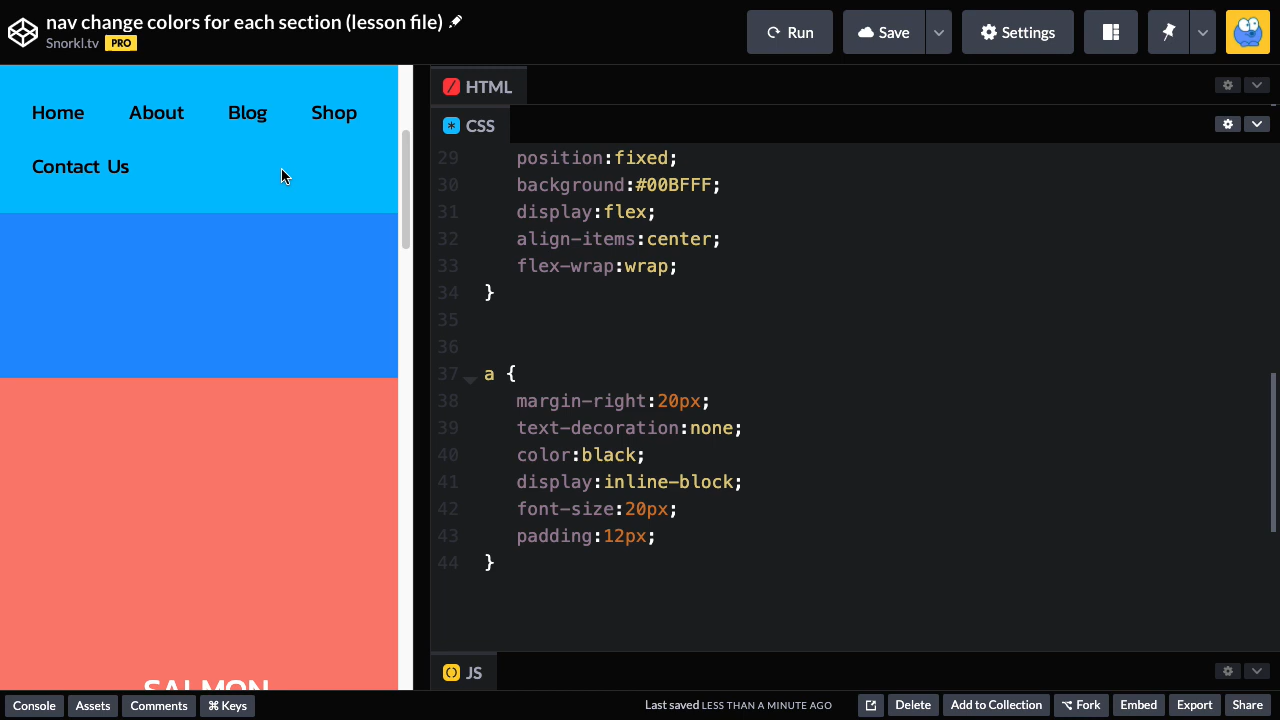 nav change colors for each section (lesson file)
Snorkl.tv PRO
Run
Save
Settings
Home About Blog Shop
Contact Us
SALMON
HTML
CSS
29 position:fixed;
30 background:#00BFFF;
31 display:flex;
32 align-items:center;
33 flex-wrap:wrap;
34 }
35
36
37 a {
38 margin-right:20px;
39 text-decoration:none;
40 color:black;
41 display:inline-block;
42 font-size:20px;
43 padding:12px;
44 }
JS
Console Assets Comments ⌘ Keys Last saved LESS THAN A MINUTE AGO Delete Add to Collection Fork Embed Export Share